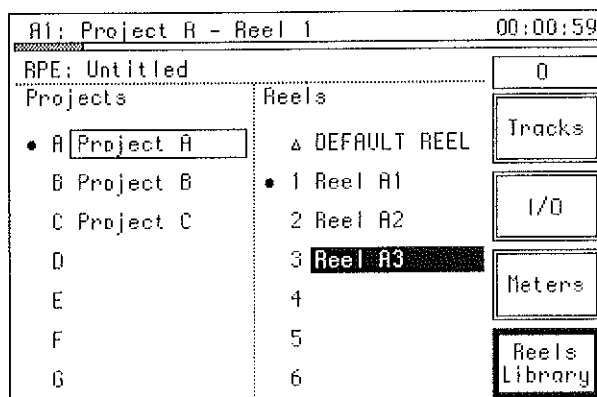 A1: Project A - Reel 1 00:00:59
RPE: Untitled 0
Projects
• A Project A
B Project B
C Project C
D
E
F
G
Reels
△ DEFAULT REEL
• 1 Reel A1
2 Reel A2
3 Reel A3
4
5
6
Tracks
I/O
Meters
Reels
Library